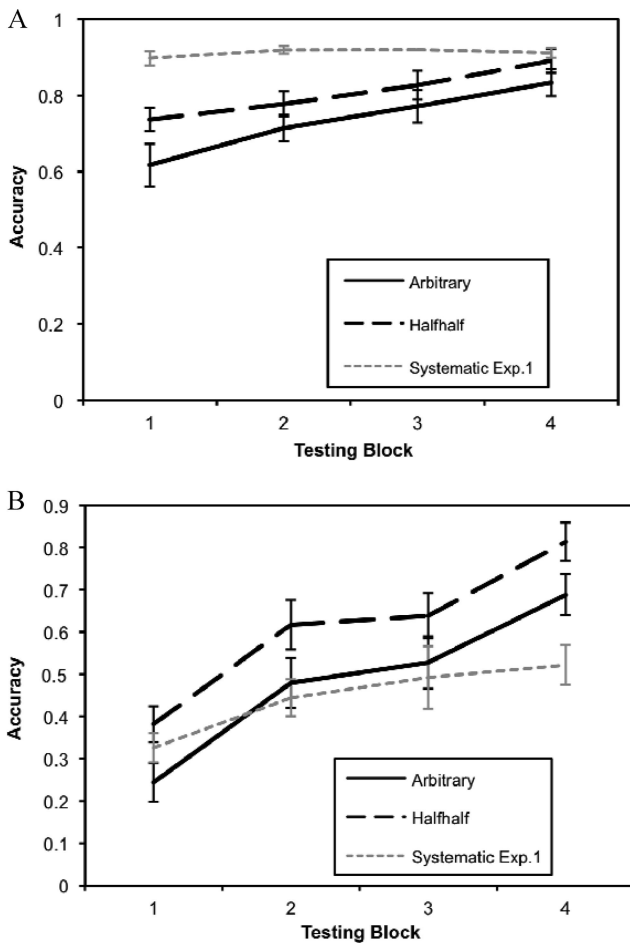 A
1
0.8
0.6
0.4
0.2
0
Accuracy
Arbitrary
Halfhalf
Systematic Exp.1
1 2 3 4
Testing Block
B
0.9
0.8
0.7
0.6
0.5
0.4
0.3
0.2
0.1
0
Accuracy
Arbitrary
Halfhalf
Systematic Exp.1
1 2 3 4
Testing Block